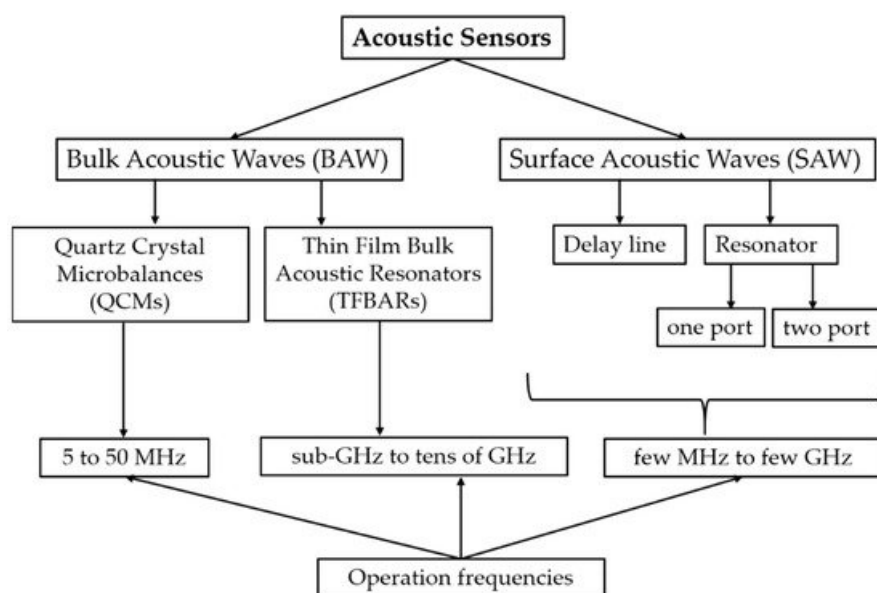 Acoustic Sensors
Bulk Acoustic Waves (BAW)
Surface Acoustic Waves (SAW)
Quartz Crystal
Microbalances
(QCMs)
Thin Film Bulk
Acoustic Resonators
(TFBARs)
Delay line
Resonator
one port
two port
5 to 50 MHz
sub-GHz to tens of GHz
few MHz to few GHz
Operation frequencies